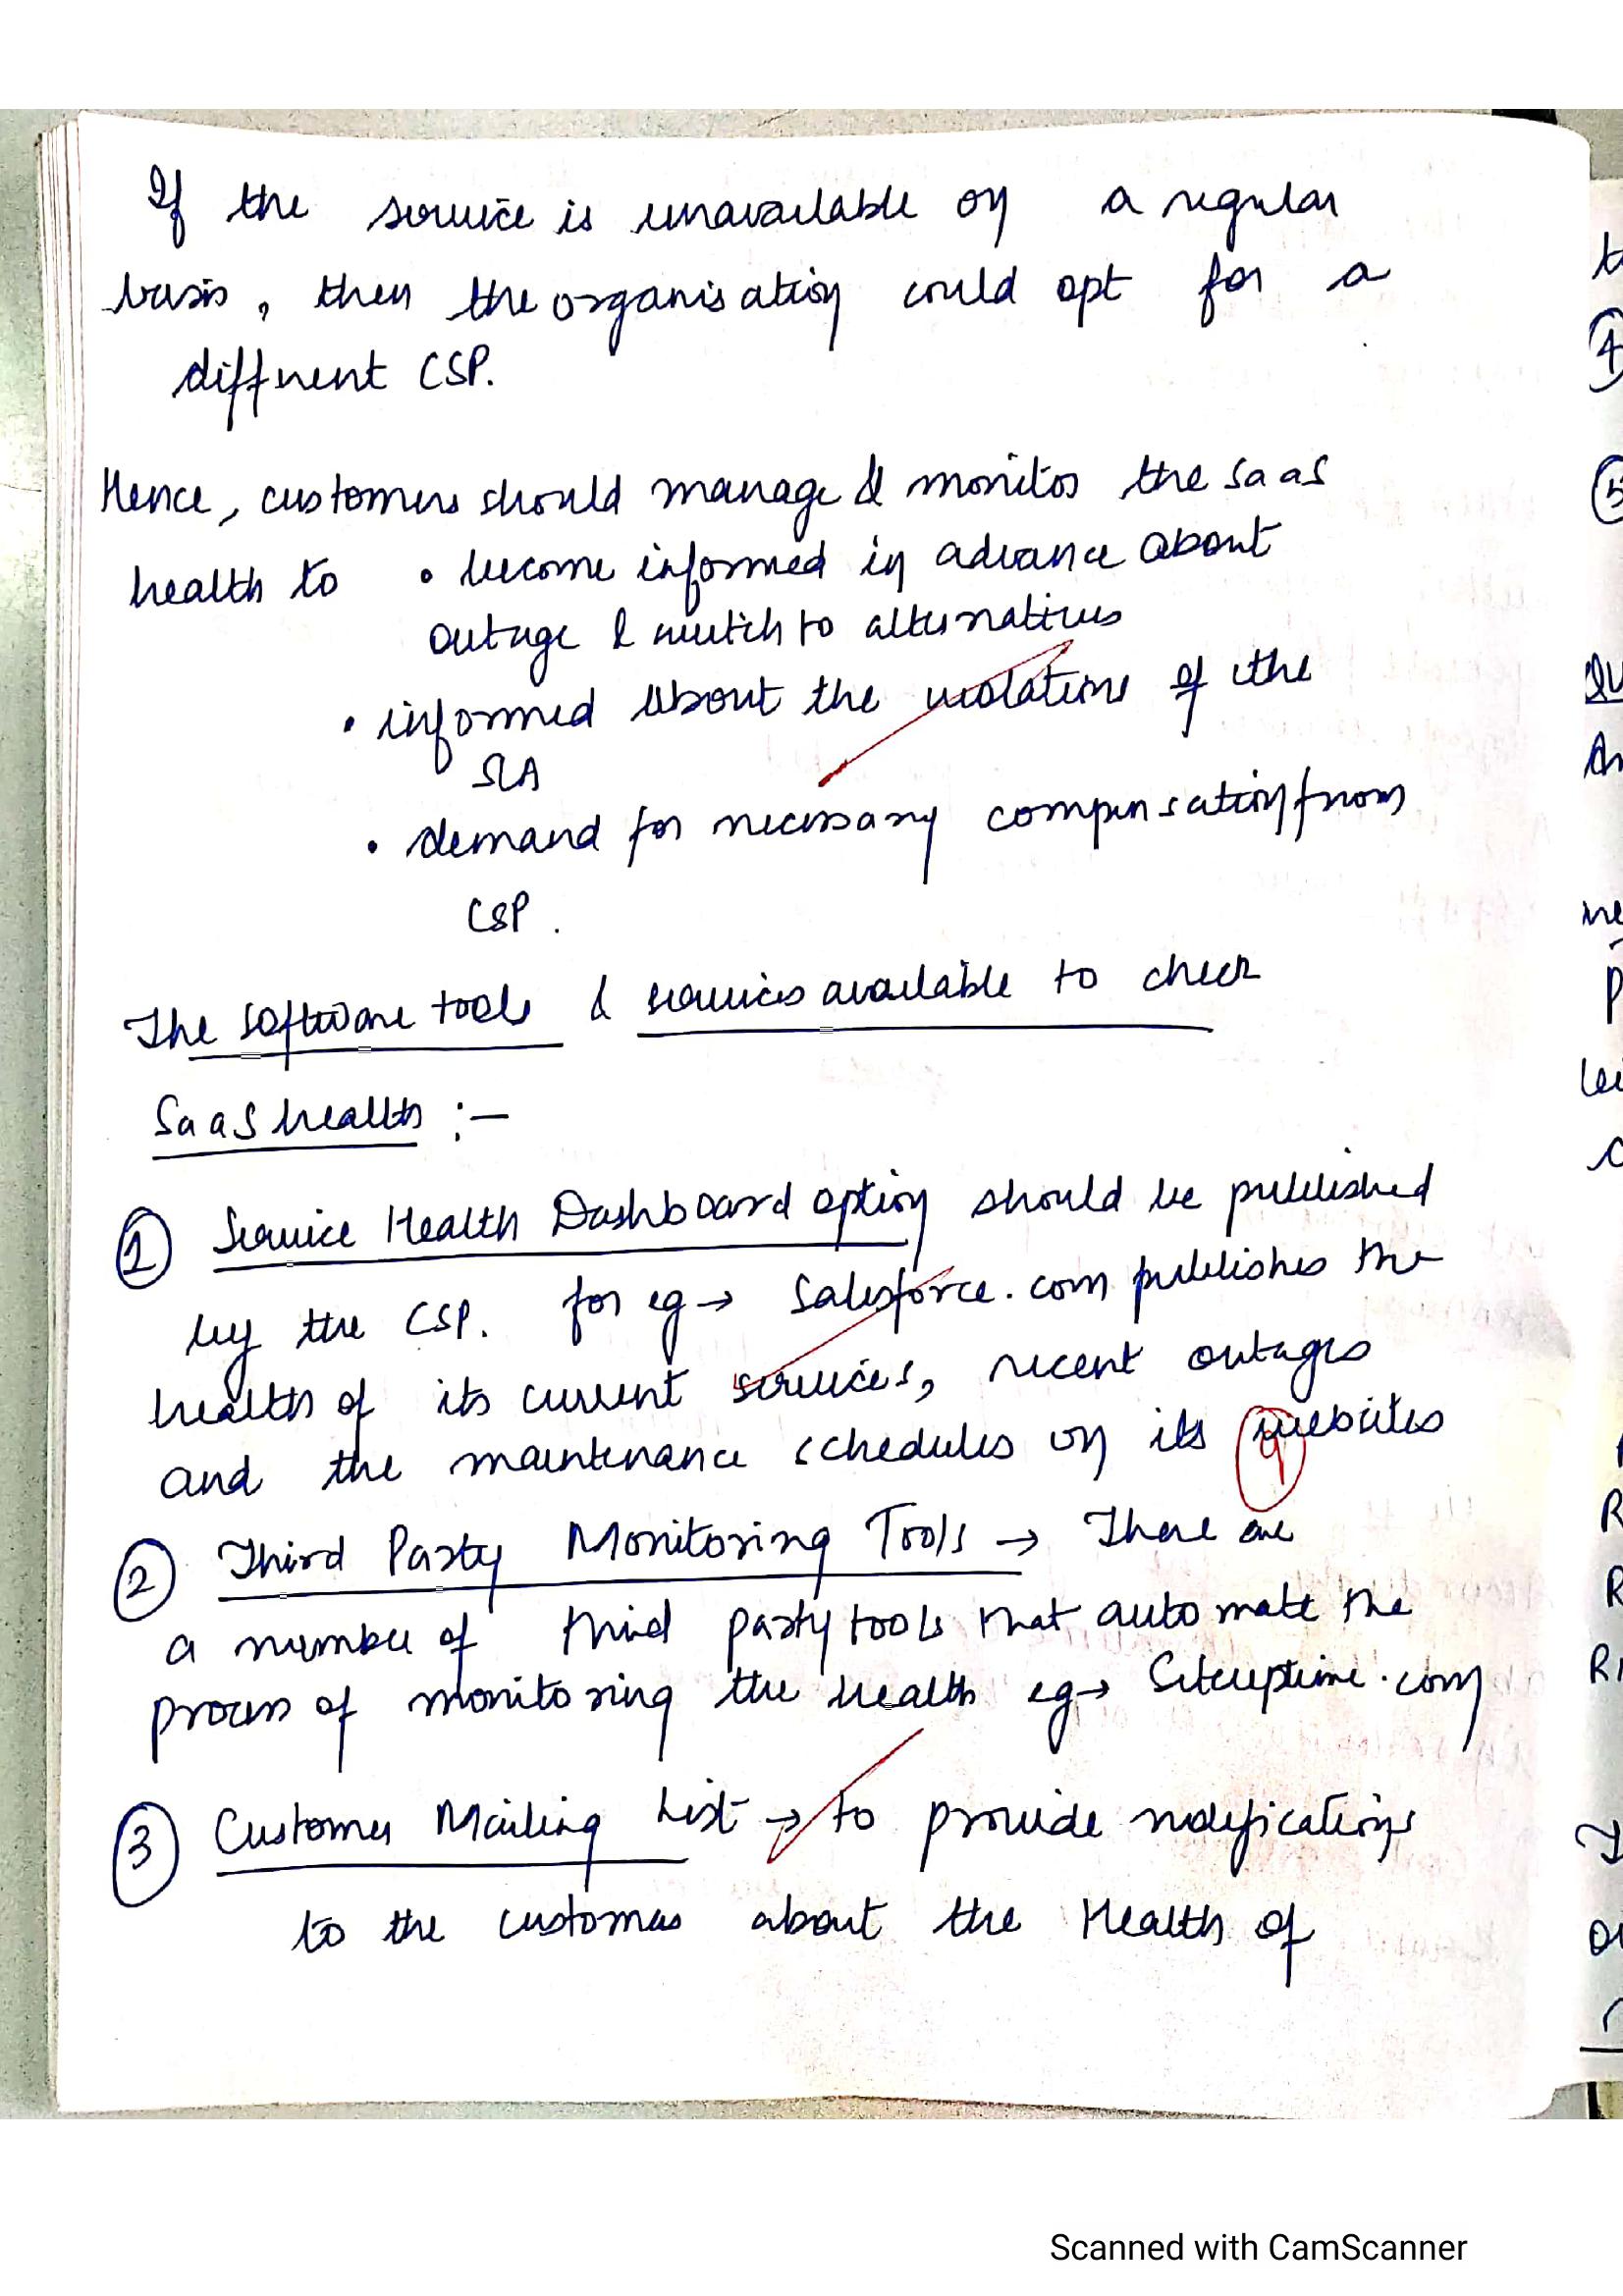 If the service is unavailable on a regular
basis, then the organisation could opt for a
different CSP.
Hence, customers should manage & monitor the SaaS
health to • become informed in advance about
outage & switch to alternatives
• informed about the violations of the
SLA
• demand for necessary compensation from
CSP.
The software tools & services available to check
SaaS health :-
1 Service Health Dashboard option should be published
by the CSP. for eg → Salesforce.com publishes the
health of its current services, recent outages
and the maintenance schedules on its websites
9
2 Third Party Monitoring Tools → There are
a number of third party tools that automate the
process of monitoring the health eg → Siteuptime.com
3 Customer Mailing List → to provide notifications
to the customers about the Health of
4
5
Scanned with CamScanner